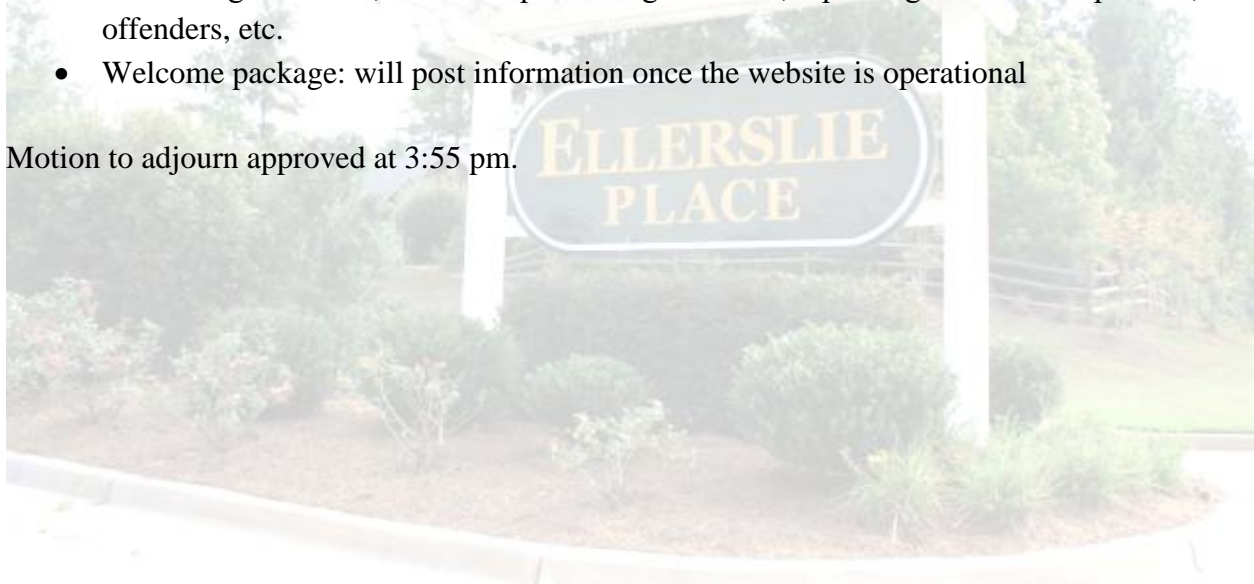 offenders, etc.
• Welcome package: will post information once the website is operational
Motion to adjourn approved at 3:55 pm.
ELLERSLIE
PLACE